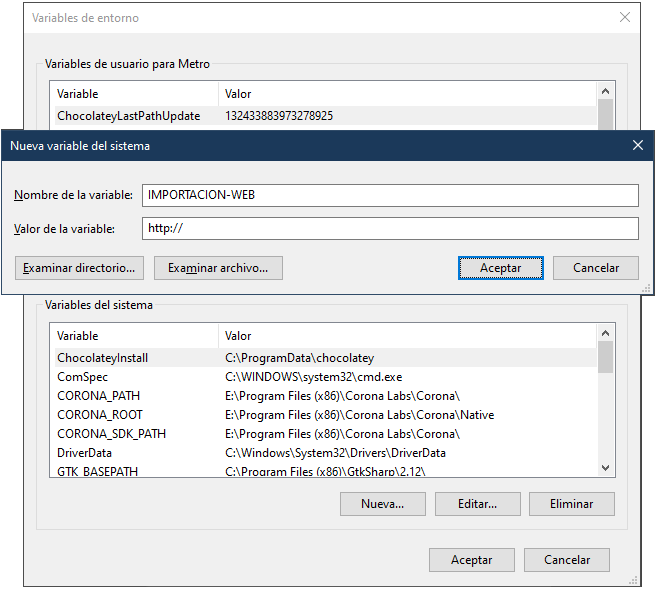 Variables de entorno
Variables de usuario para Metro
Variable Valor
ChocolateyLastPathUpdate 132433883973278925
Nueva variable del sistema
Nombre de la variable: IMPORTACION-WEB
Valor de la variable: http://
Examinar directorio... Examinar archivo... Aceptar Cancelar
Variables del sistema
Variable Valor
ChocolateyInstall C:\ProgramData\chocolatey
ComSpec C:\WINDOWS\system32\cmd.exe
CORONA_PATH E:\Program Files (x86)\Corona Labs\Corona\
CORONA_ROOT E:\Program Files (x86)\Corona Labs\Corona/Native
CORONA_SDK_PATH E:\Program Files (x86)\Corona Labs\Corona\
DriverData C:\Windows\System32\Drivers\DriverData
GTK_BASEPATH C:\Program Files (x86)\GtkSharp\2.12\
Nueva... Editar... Eliminar
Aceptar Cancelar